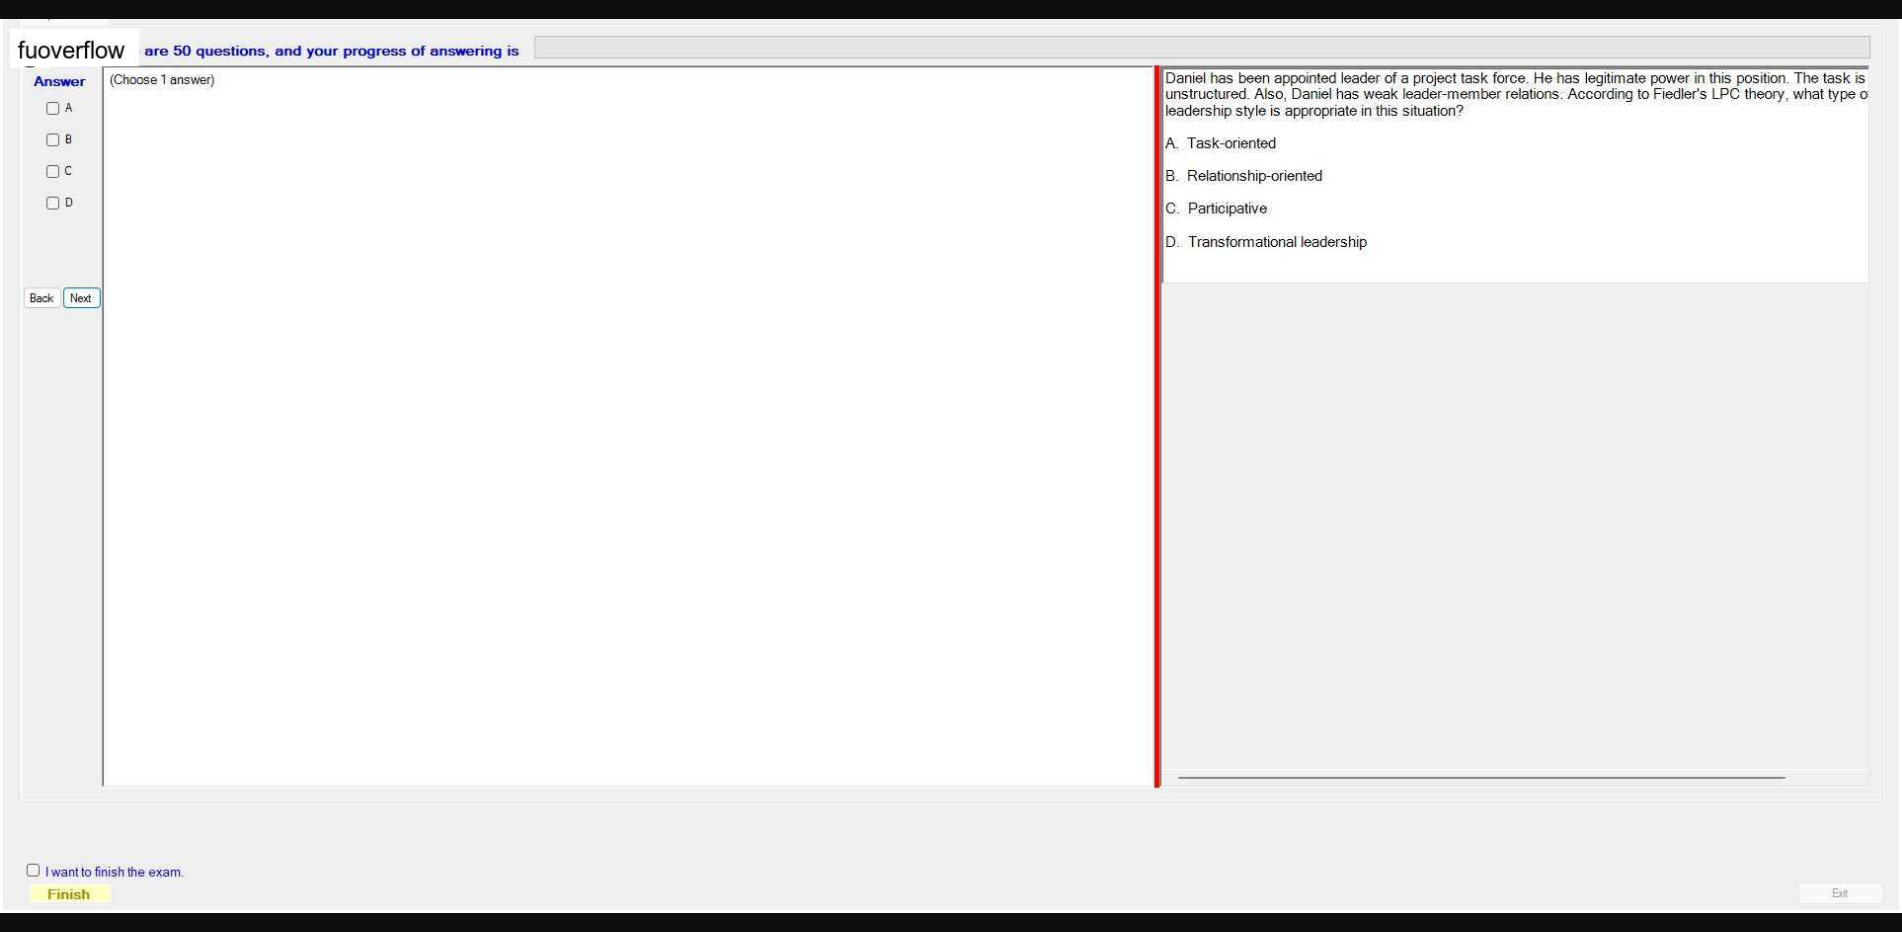 fuoverflow are 50 questions, and your progress of answering is
Answer
(Choose 1 answer)
A
B
C
D
Back Next
Daniel has been appointed leader of a project task force. He has legitimate power in this position. The task is
unstructured. Also, Daniel has weak leader-member relations. According to Fiedler's LPC theory, what type o
leadership style is appropriate in this situation?
A. Task-oriented
B. Relationship-oriented
C. Participative
D. Transformational leadership
I want to finish the exam.
Finish
Exit